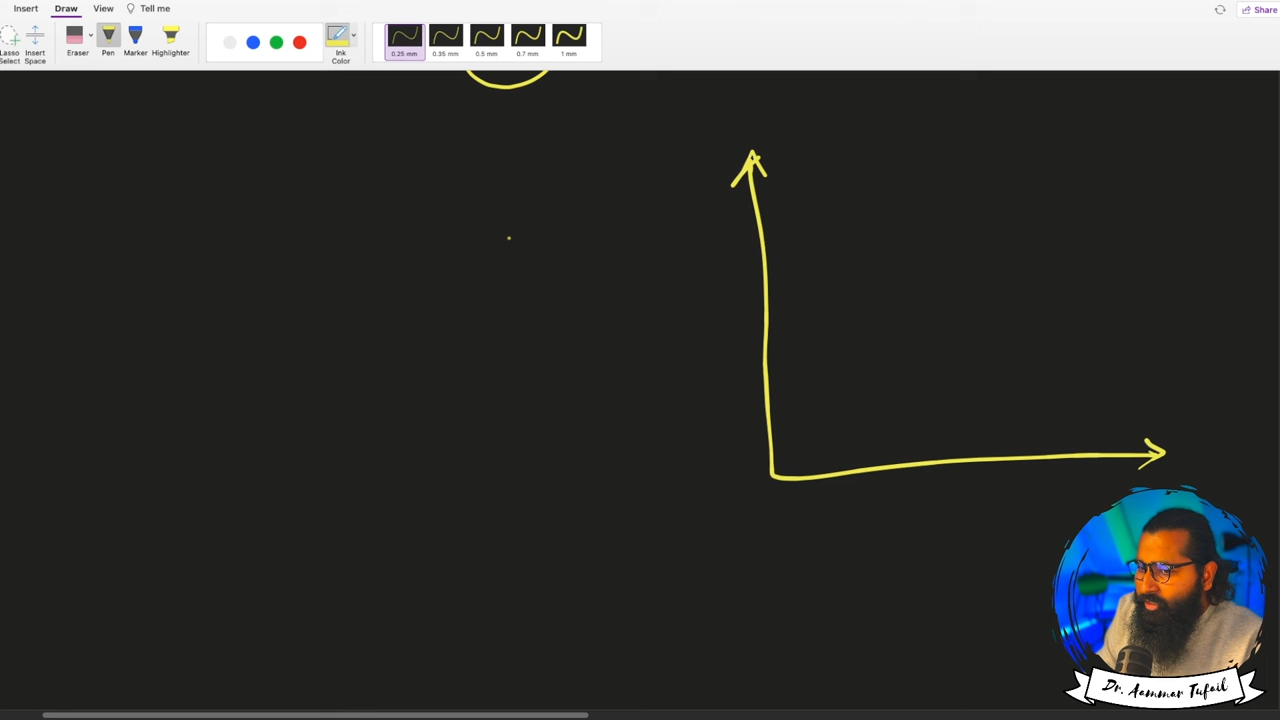 Insert Draw View Tell me
Share
Lasso Select
Insert Space
Eraser
Pen
Marker
Highlighter
Ink Color
0.25 mm
0.35 mm
0.5 mm
0.7 mm
1 mm
Dr. Aammar Tufail